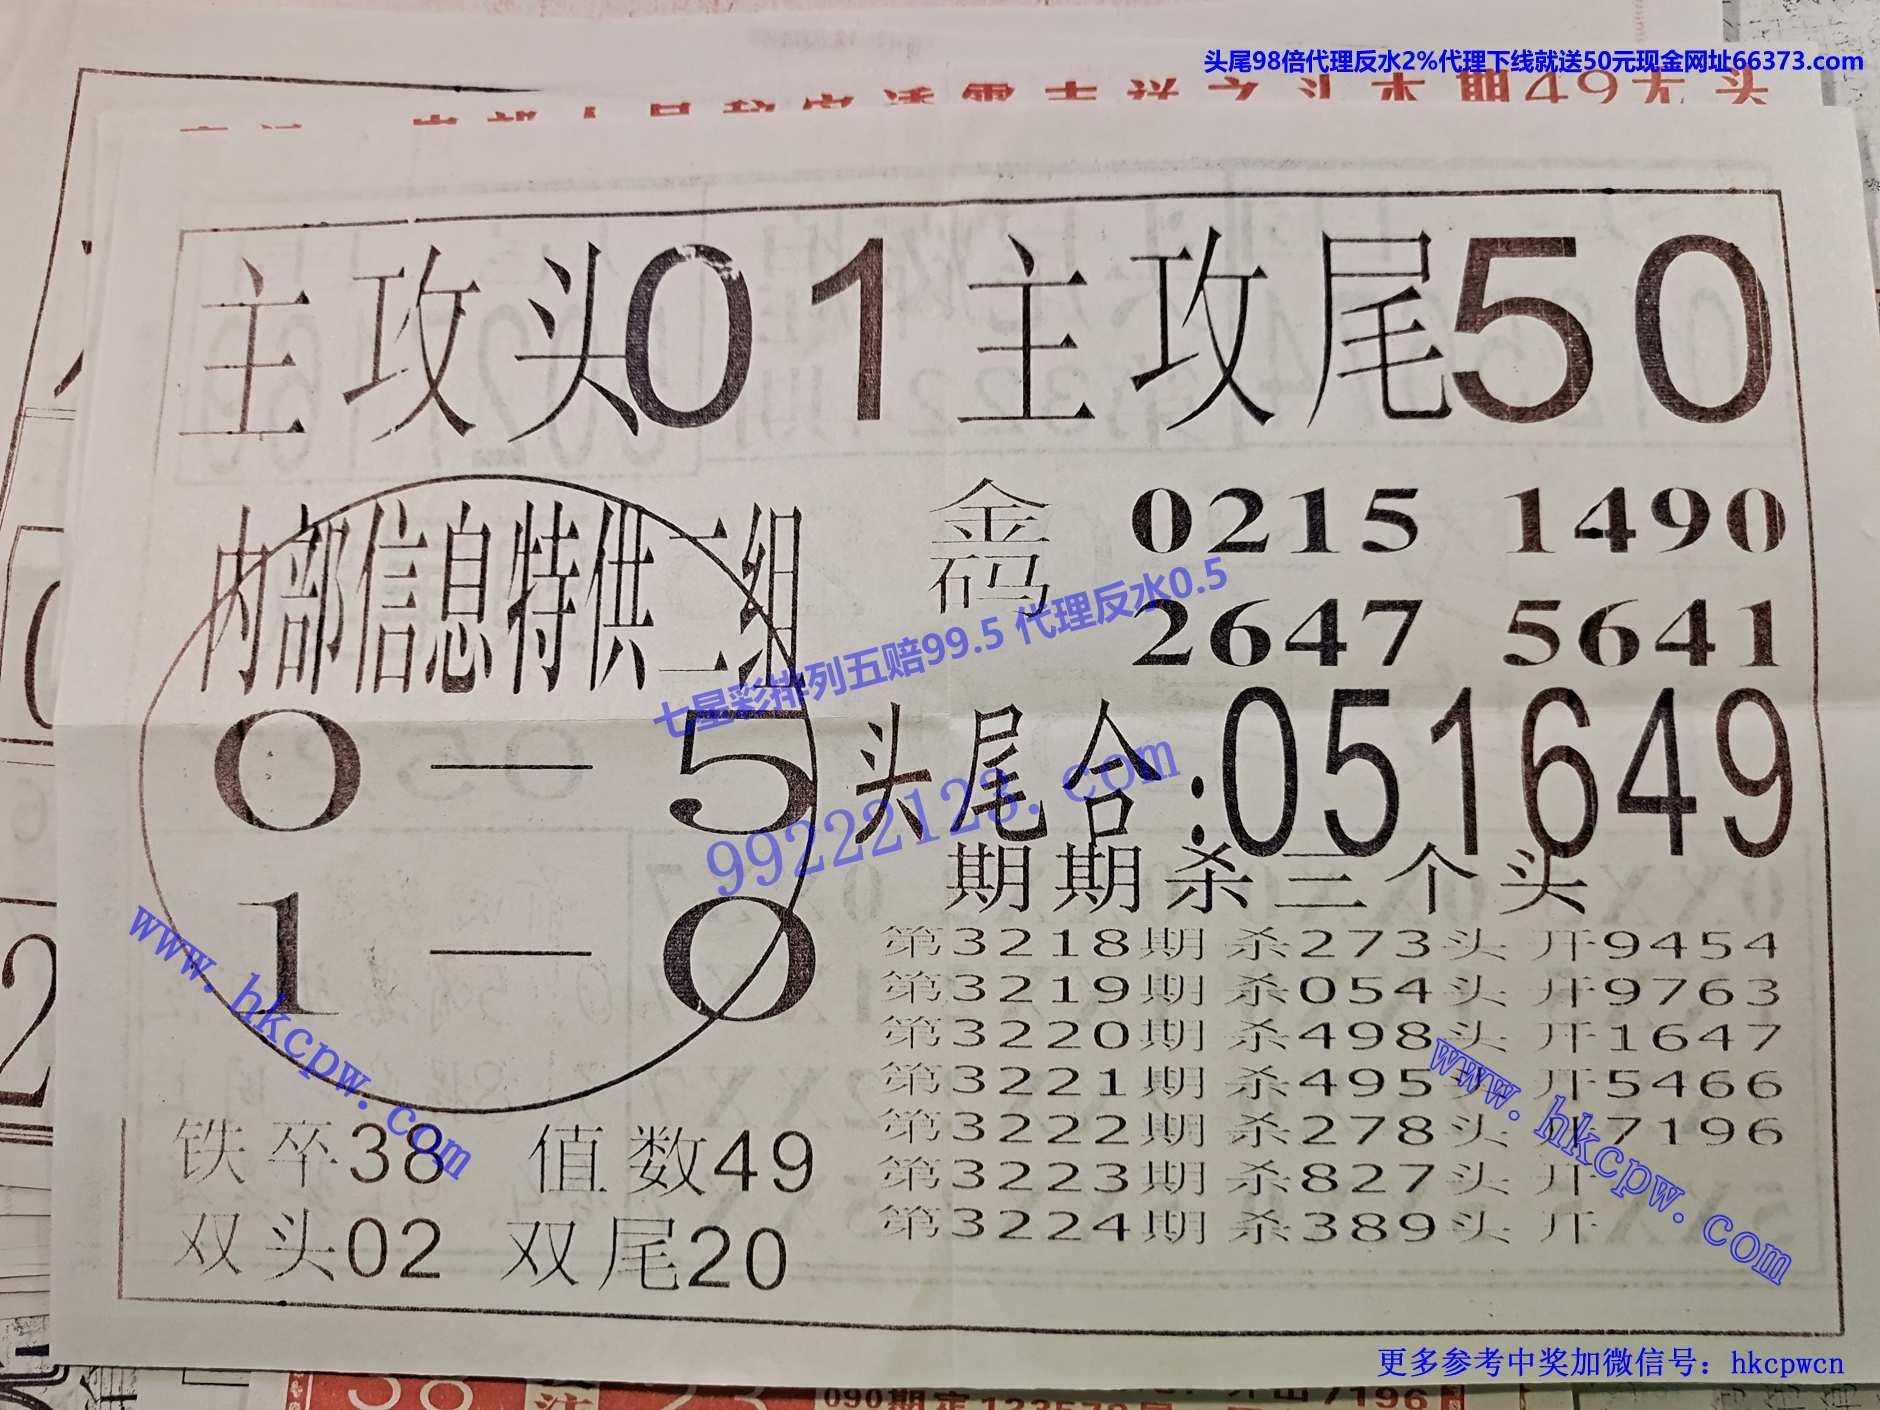 头尾98倍代理反水2%代理下线就送50元现金网址66373.com
主攻头01主攻尾50
内部信息特供二组
0—5
1—0
金码 0215 1490
2647 5641
七星彩排列五赔99.5 代理反水0.5
99222123.com
头尾合:051649
期期杀三个头
第3218期杀273头开9454
第3219期杀054头开9763
第3220期杀498头开1647
第3221期杀495头开5466
第3222期杀278头开7196
第3223期杀827头开
第3224期杀389头开
www.hkcpw.com
www.hkcpw.com
铁卒38 值数49
双头02 双尾20
更多参考中奖加微信号：hkcpwcn